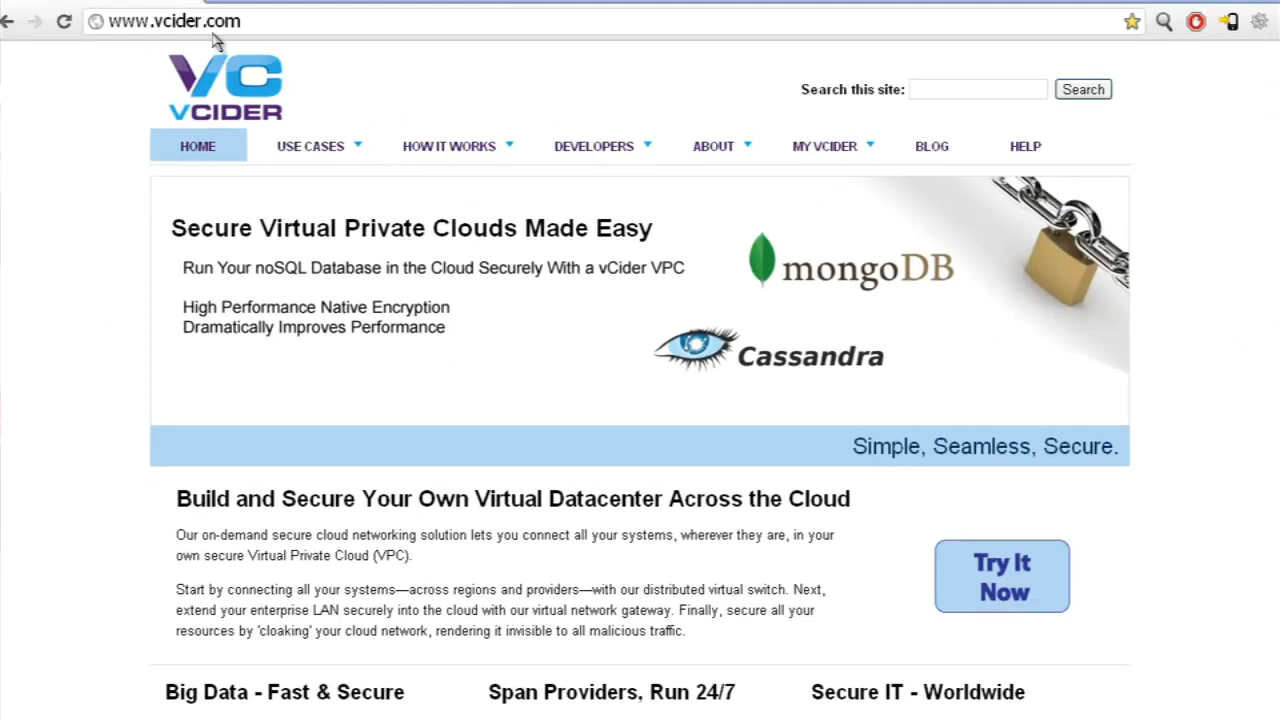 www.vcider.com
VC
VCIDER
Search this site:
Search
HOME
USE CASES
HOW IT WORKS
DEVELOPERS
ABOUT
MY VCIDER
BLOG
HELP
Secure Virtual Private Clouds Made Easy
Run Your noSQL Database in the Cloud Securely With a vCider VPC
High Performance Native Encryption
Dramatically Improves Performance
mongoDB
Cassandra
Simple, Seamless, Secure.
Build and Secure Your Own Virtual Datacenter Across the Cloud
Our on-demand secure cloud networking solution lets you connect all your systems, wherever they are, in your
own secure Virtual Private Cloud (VPC).
Start by connecting all your systems—across regions and providers—with our distributed virtual switch. Next,
extend your enterprise LAN securely into the cloud with our virtual network gateway. Finally, secure all your
resources by 'cloaking' your cloud network, rendering it invisible to all malicious traffic.
Try It
Now
Big Data - Fast & Secure
Span Providers, Run 24/7
Secure IT - Worldwide